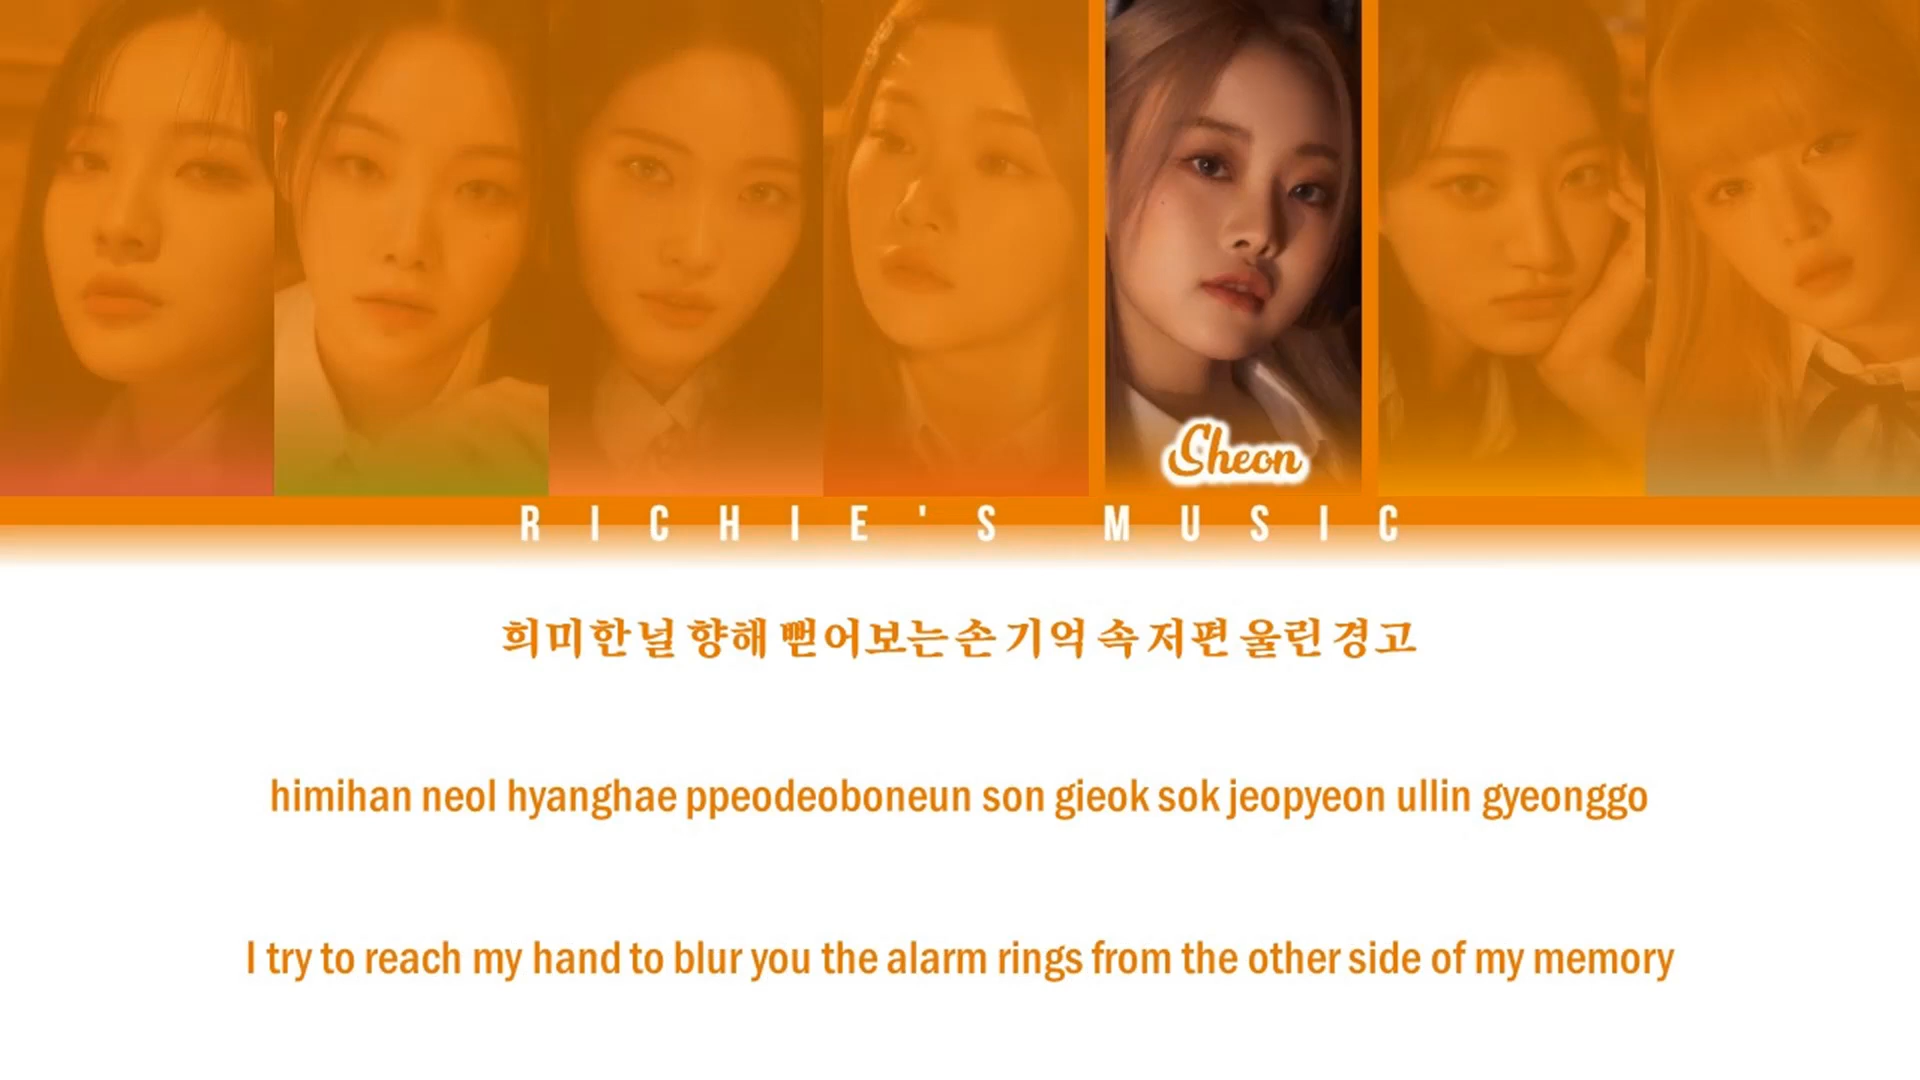 Sheon
RICHIE'S MUSIC
희미한 널 향해 뻗어보는 손 기억 속 저편 울린 경고
himihan neol hyanghae ppeodeoboneun son gieok sok jeopyeon ullin gyeonggo
I try to reach my hand to blur you the alarm rings from the other side of my memory